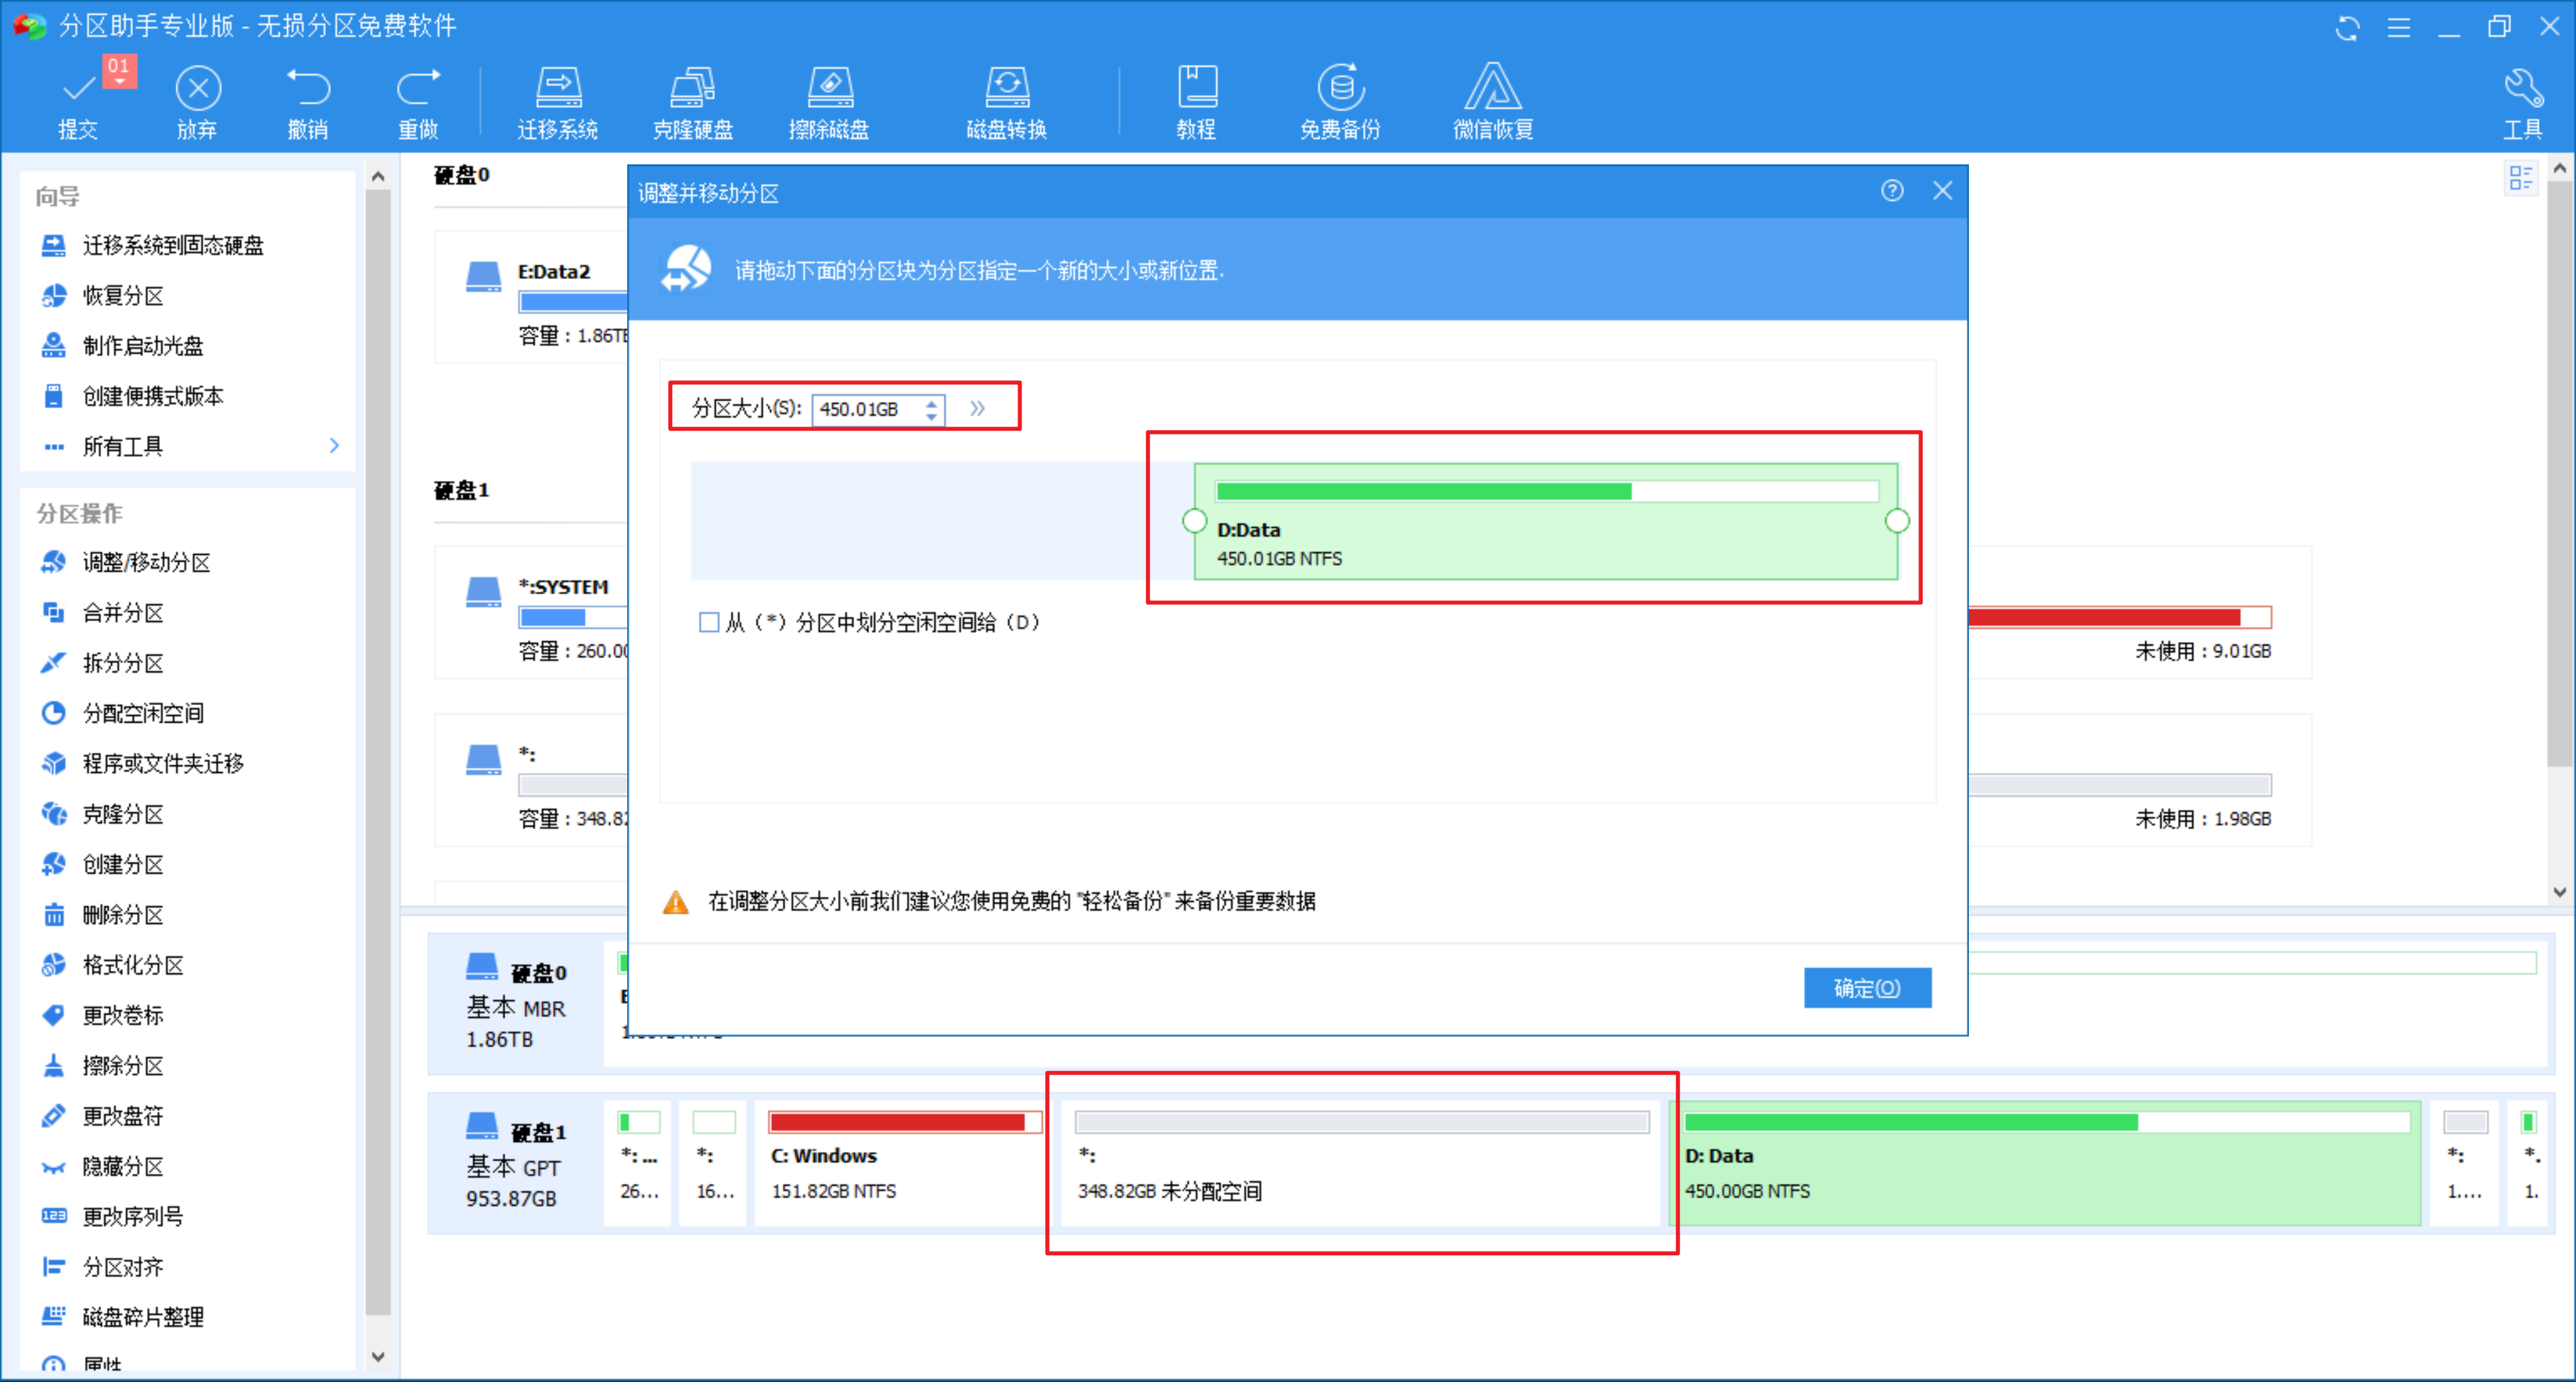 分区助手专业版 - 无损分区免费软件
01
提交
放弃
撤销
重做
迁移系统
克隆硬盘
擦除磁盘
磁盘转换
教程
免费备份
微信恢复
工具
向导
迁移系统到固态硬盘
恢复分区
制作启动光盘
创建便携式版本
所有工具
分区操作
调整/移动分区
合并分区
拆分分区
分配空闲空间
程序或文件夹迁移
克隆分区
创建分区
删除分区
格式化分区
更改卷标
擦除分区
更改盘符
隐藏分区
更改序列号
分区对齐
磁盘碎片整理
属性
硬盘0
E:Data2
容量：1.86TB
硬盘1
*:SYSTEM
容量：260.00
*:
容量：348.82
未使用：9.01GB
未使用：1.98GB
调整并移动分区
请拖动下面的分区块为分区指定一个新的大小或新位置.
分区大小(S): 450.01GB »
D:Data
450.01GB NTFS
从（*）分区中划分空闲空间给（D）
在调整分区大小前我们建议您使用免费的 "轻松备份" 来备份重要数据
确定(O)
硬盘0
基本 MBR
1.86TB
硬盘1
基本 GPT
953.87GB
*: ...
26...
*:
16...
C: Windows
151.82GB NTFS
*:
348.82GB 未分配空间
D: Data
450.00GB NTFS
*:
1....
*.
1.